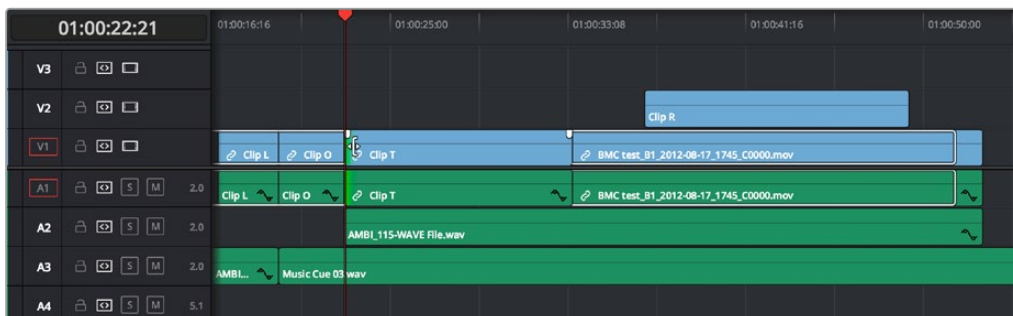 01:00:22:21
01:00:16:16 01:00:25:00 01:00:33:08 01:00:41:16 01:00:50:00
V3
V2
Clip R
V1
Clip L Clip O Clip T BMC test_B1_2012-08-17_1745_C0000.mov
A1 S M 2.0
Clip L Clip O Clip T BMC test_B1_2012-08-17_1745_C0000.mov
A2 S M 2.0
AMBI_115-WAVE File.wav
A3 S M 2.0
AMBI... Music Cue 03.wav
A4 S M 5.1